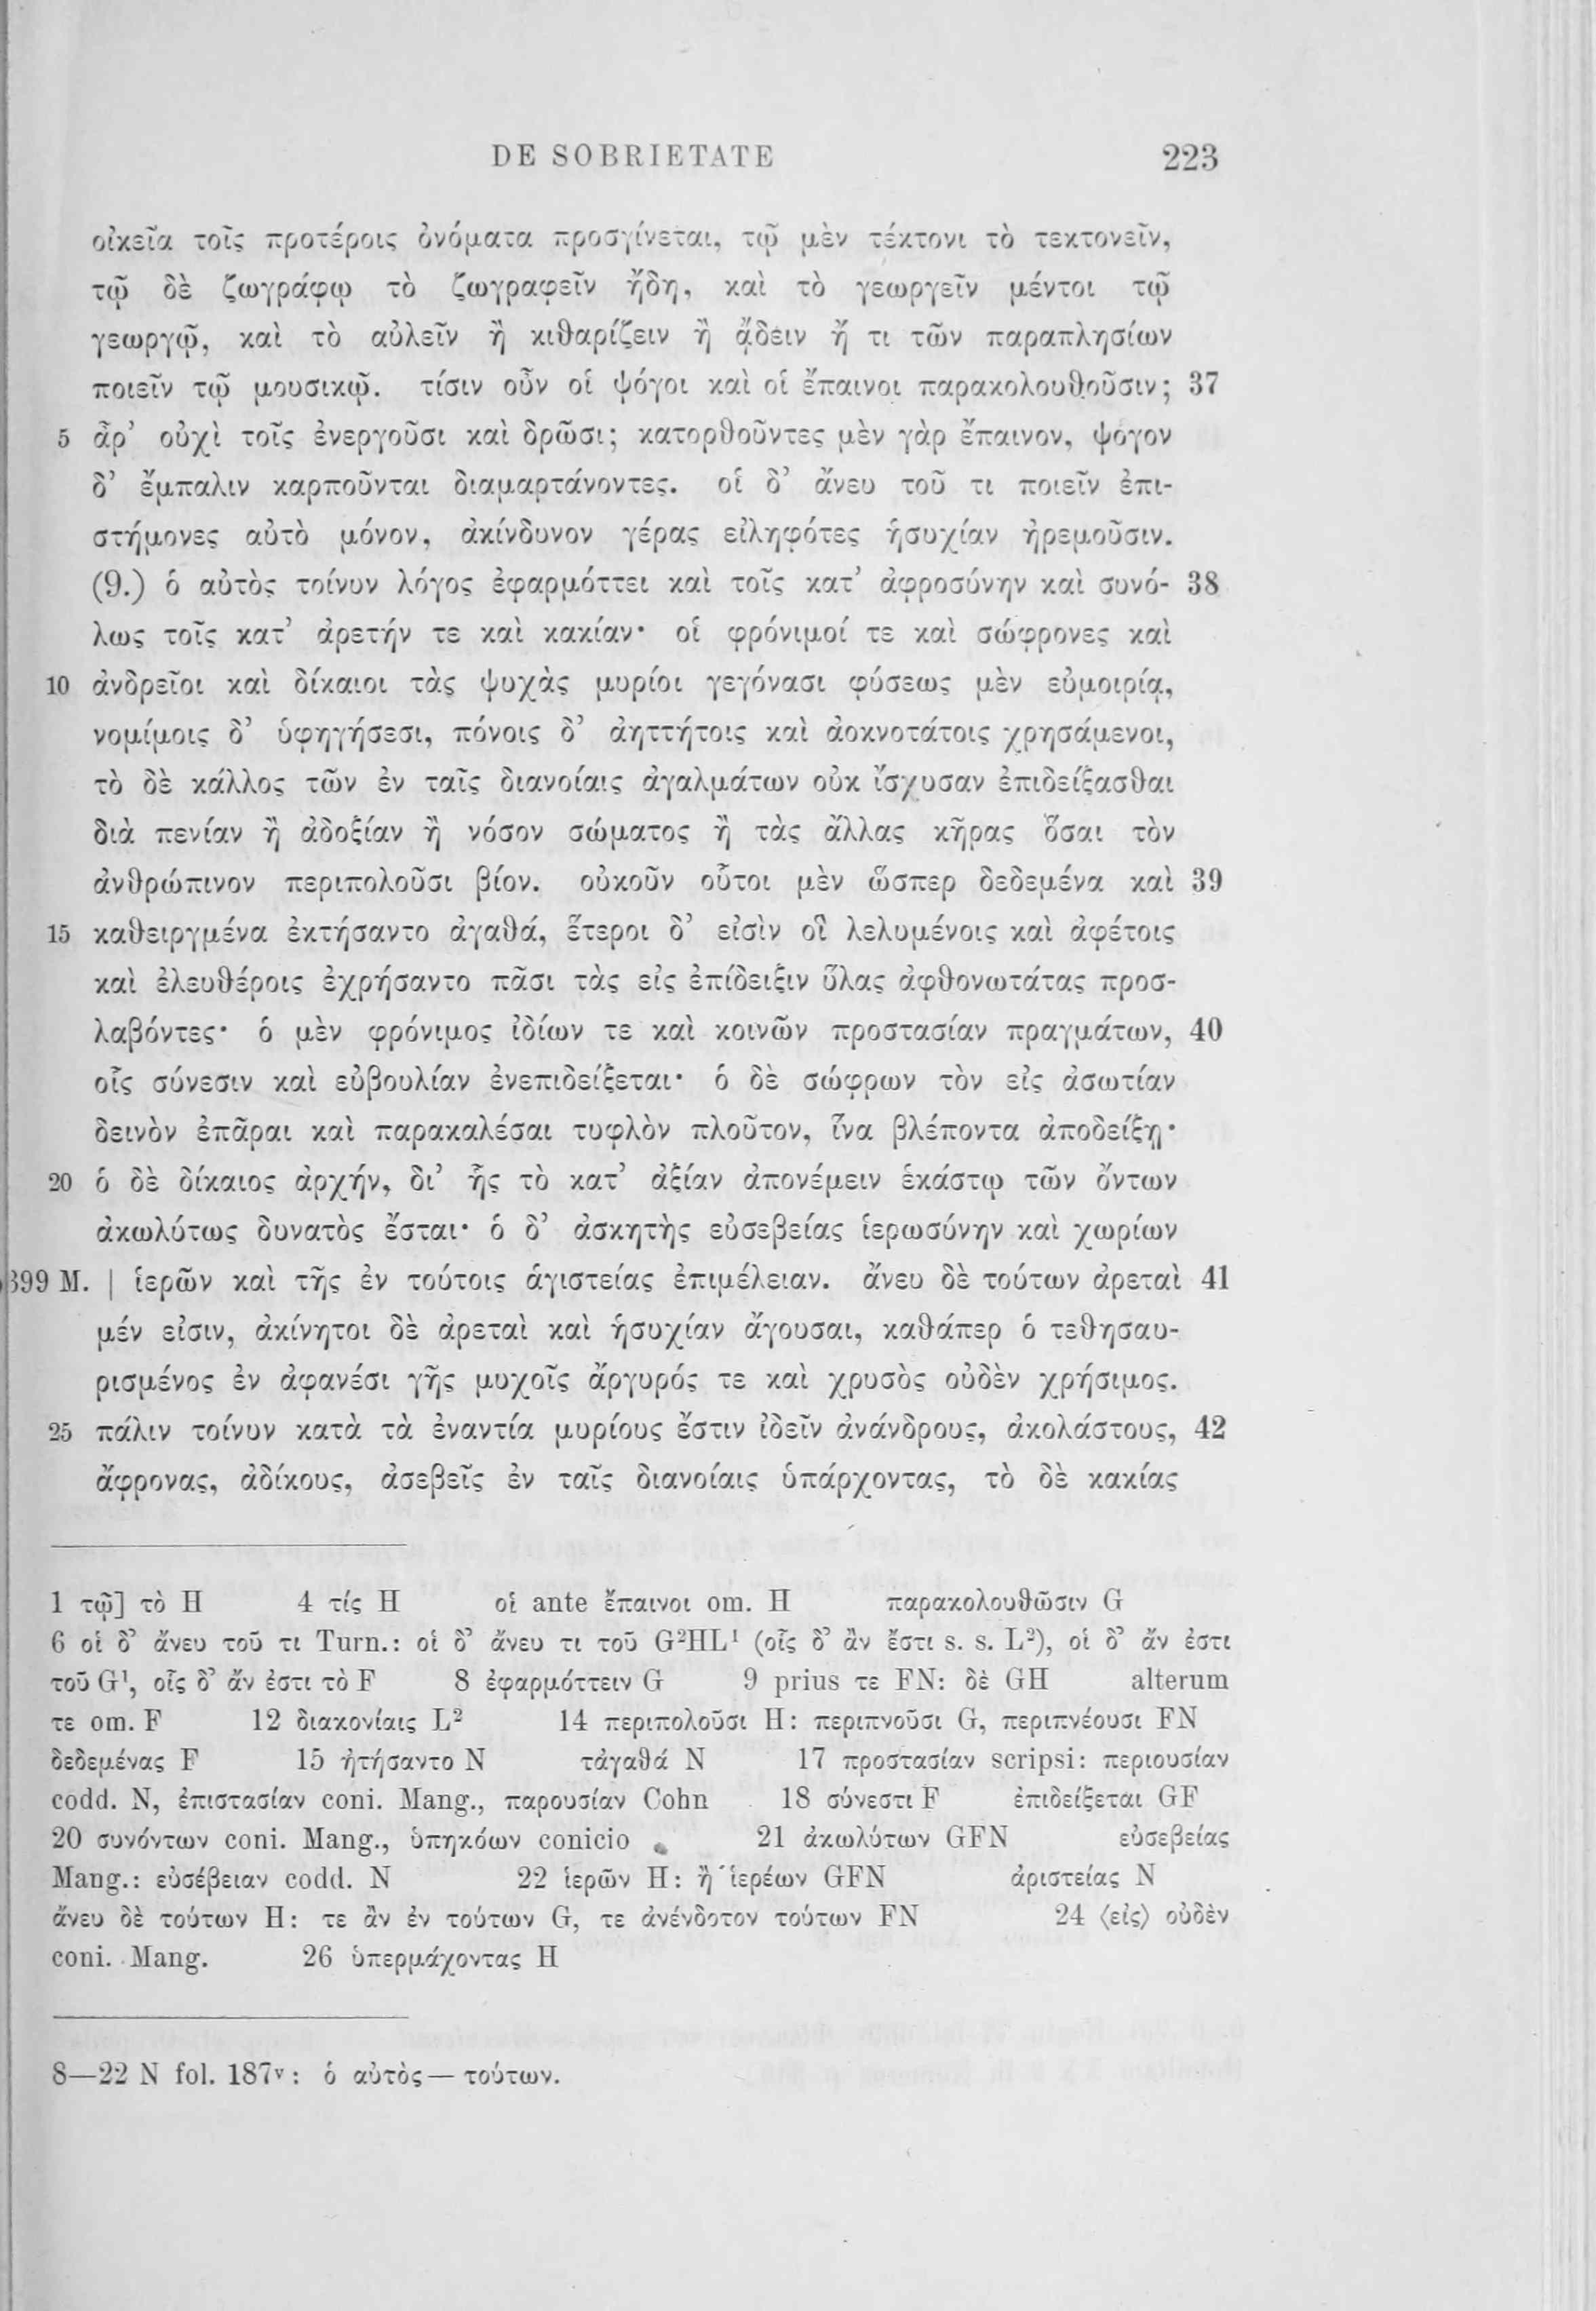 DE SOBRIETATE 223
οἰκεῖα τοῖς προτέροις ὀνόματα προσγίνεται, τῷ μὲν τέκτονι τὸ τεκτονεῖν,
τῷ δὲ ζωγράφῳ τὸ ζωγραφεῖν ἤδη, καὶ τὸ γεωργεῖν μέντοι τῷ
γεωργῷ, καὶ τὸ αὐλεῖν ἢ κιθαρίζειν ἢ ᾄδειν ἤ τι τῶν παραπλησίων
ποιεῖν τῷ μουσικῷ. τίσιν οὖν οἱ ψόγοι καὶ οἱ ἔπαινοι παρακολουθοῦσιν; 37
5 ἆρ’ οὐχὶ τοῖς ἐνεργοῦσι καὶ δρῶσι; κατορθοῦντες μὲν γὰρ ἔπαινον, ψόγον
δ’ ἔμπαλιν καρποῦνται διαμαρτάνοντες. οἱ δ’ ἄνευ τοῦ τι ποιεῖν ἐπι-
στήμονες αὐτὸ μόνον, ἀκίνδυνον γέρας εἰληφότες ἡσυχίαν ἠρεμοῦσιν.
(9.) ὁ αὐτὸς τοίνυν λόγος ἐφαρμόττει καὶ τοῖς κατ’ ἀφροσύνην καὶ συνό- 38
λως τοῖς κατ’ ἀρετήν τε καὶ κακίαν· οἱ φρόνιμοί τε καὶ σώφρονες καὶ
10 ἀνδρεῖοι καὶ δίκαιοι τὰς ψυχὰς μυρίοι γεγόνασι φύσεως μὲν εὐμοιρίᾳ,
νομίμοις δ’ ὑφηγήσεσι, πόνοις δ’ ἀηττήτοις καὶ ἀοκνοτάτοις χρησάμενοι,
τὸ δὲ κάλλος τῶν ἐν ταῖς διανοίαις ἀγαλμάτων οὐκ ἴσχυσαν ἐπιδείξασθαι
διὰ πενίαν ἢ ἀδοξίαν ἢ νόσον σώματος ἢ τὰς ἄλλας κῆρας ὅσαι τὸν
ἀνθρώπινον περιπολοῦσι βίον. οὐκοῦν οὗτοι μὲν ὥσπερ δεδεμένα καὶ 39
15 καθειργμένα ἐκτήσαντο ἀγαθά, ἕτεροι δ’ εἰσὶν οἳ λελυμένοις καὶ ἀφέτοις
καὶ ἐλευθέροις ἐχρήσαντο πᾶσι τὰς εἰς ἐπίδειξιν ὕλας ἀφθονωτάτας προσ-
λαβόντες· ὁ μὲν φρόνιμος ἰδίων τε καὶ κοινῶν προστασίαν πραγμάτων, 40
οἷς σύνεσιν καὶ εὐβουλίαν ἐνεπιδείξεται· ὁ δὲ σώφρων τὸν εἰς ἀσωτίαν
δεινὸν ἐπᾶραι καὶ παρακαλέσαι τυφλὸν πλοῦτον, ἵνα βλέποντα ἀποδείξῃ·
20 ὁ δὲ δίκαιος ἀρχήν, δι’ ἧς τὸ κατ’ ἀξίαν ἀπονέμειν ἑκάστῳ τῶν ὄντων
ἀκωλύτως δυνατὸς ἔσται· ὁ δ’ ἀσκητὴς εὐσεβείας ἱερωσύνην καὶ χωρίων
399 M. | ἱερῶν καὶ τῆς ἐν τούτοις ἁγιστείας ἐπιμέλειαν. ἄνευ δὲ τούτων ἀρεταὶ 41
μέν εἰσιν, ἀκίνητοι δὲ ἀρεταὶ καὶ ἡσυχίαν ἄγουσαι, καθάπερ ὁ τεθησαυ-
ρισμένος ἐν ἀφανέσι γῆς μυχοῖς ἄργυρός τε καὶ χρυσὸς οὐδὲν χρήσιμος.
25 πάλιν τοίνυν κατὰ τὰ ἐναντία μυρίους ἔστιν ἰδεῖν ἀνάνδρους, ἀκολάστους, 42
ἄφρονας, ἀδίκους, ἀσεβεῖς ἐν ταῖς διανοίαις ὑπάρχοντας, τὸ δὲ κακίας
1 τῷ] τὸ H 4 τίς H οἱ ante ἔπαινοι om. H παρακολουθῶσιν G
6 οἱ δ’ ἄνευ τοῦ τι Turn.: οἱ δ’ ἄνευ τι τοῦ G²HL¹ (οἷς δ’ ἂν ἔστι s. s. L²), οἱ δ’ ἄν ἐστι
τοῦ G¹, οἷς δ’ ἄν ἐστι τὸ F 8 ἐφαρμόττειν G 9 prius τε FN: δὲ GH alterum
τε om. F 12 διακονίαις L² 14 περιπολοῦσι H: περιπνοῦσι G, περιπνέουσι FN
δεδεμένας F 15 ἠτήσαντο N τἀγαθά N 17 προστασίαν scripsi: περιουσίαν
codd. N, ἐπιστασίαν coni. Mang., παρουσίαν Cohn 18 σύνεστι F ἐπιδείξεται GF
20 συνόντων coni. Mang., ὑπηκόων conicio 21 ἀκωλύτων GFN εὐσεβείας
Mang.: εὐσέβειαν codd. N 22 ἱερῶν H: ἢ ἱερέων GFN ἀριστείας N
ἄνευ δὲ τούτων H: τε ἂν ἐν τούτων G, τε ἀνένδοτον τούτων FN 24 ⟨εἰς⟩ οὐδὲν
coni. Mang. 26 ὑπερμάχοντας H
8—22 N fol. 187ᵛ: ὁ αὐτὸς — τούτων.